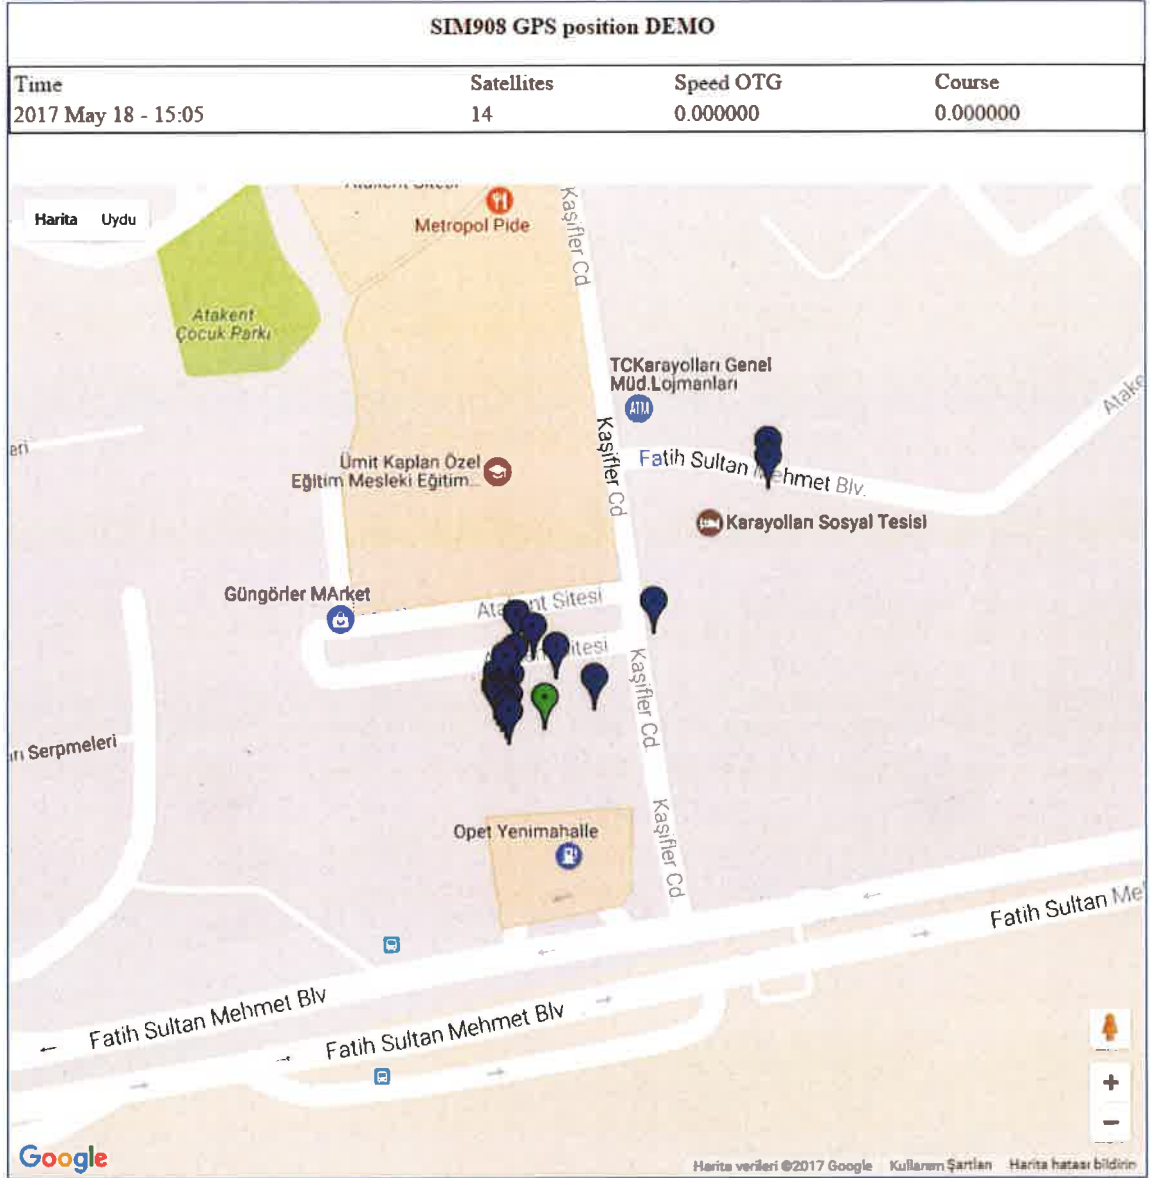 SIM908 GPS position DEMO
Time Satellites Speed OTG Course
2017 May 18 - 15:05 14 0.000000 0.000000
Harita Uydu
Metropol Pide
Kaşifler Cd
Atakent
Çocuk Parkı
TCKarayolları Genel
Müd.Lojmanları
ATM
Kaşifler Cd
Ümit Kaplan Özel
Eğitim Mesleki Eğitim...
Fatih Sultan Mehmet Blv.
Karayolları Sosyal Tesisi
Güngörler MArket
Sitesi
Kaşifler Cd
Serpmeleri
Kaşifler Cd
Opet Yenimahalle
Fatih Sultan
Fatih Sultan Mehmet Blv
Fatih Sultan Mehmet Blv
+
−
Google
Harita verileri ©2017 Google Kullanım Şartları Harita hatası bildirin